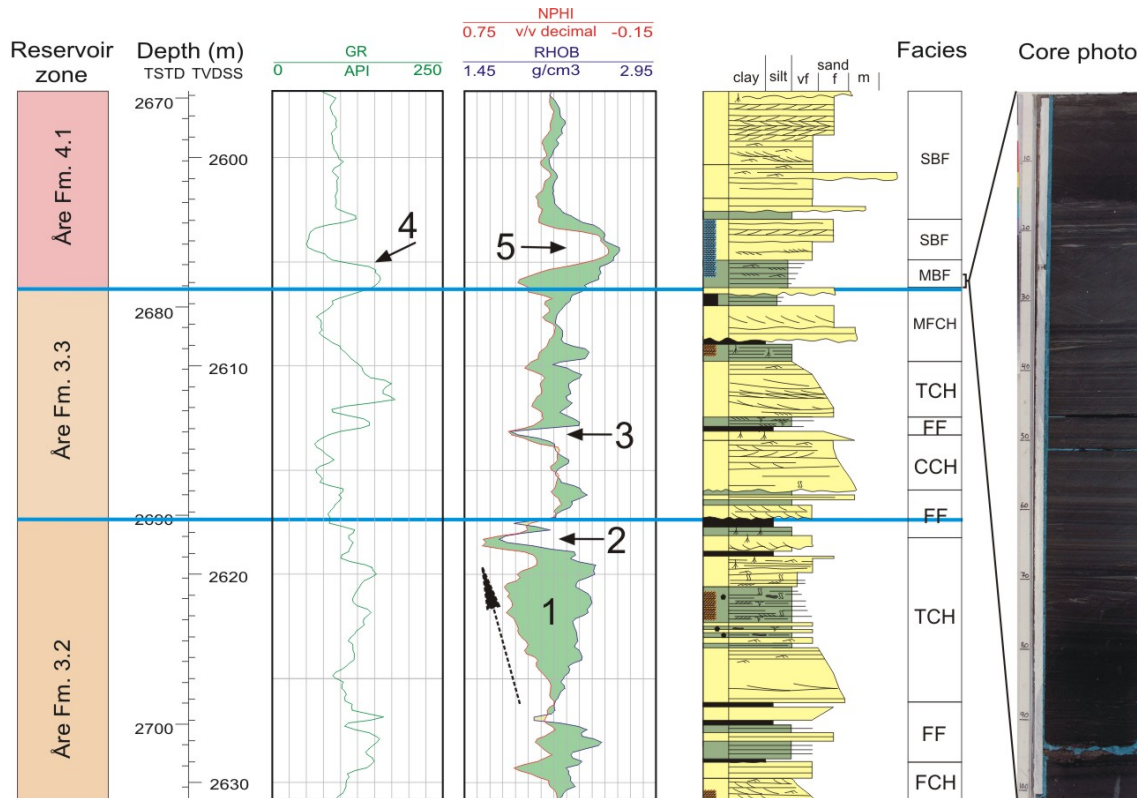 Reservoir
zone
Depth (m)
TSTD TVDSS
GR
0 API 250
NPHI
0.75 v/v decimal -0.15
RHOB
1.45 g/cm3 2.95
clay silt sand
vf f m
Facies
Core photo
Åre Fm. 4.1
Åre Fm. 3.3
Åre Fm. 3.2
2670
2680
2690
2700
2600
2610
2620
2630
4
5
3
2
1
SBF
SBF
MBF
MFCH
TCH
FF
CCH
FF
TCH
FF
FCH